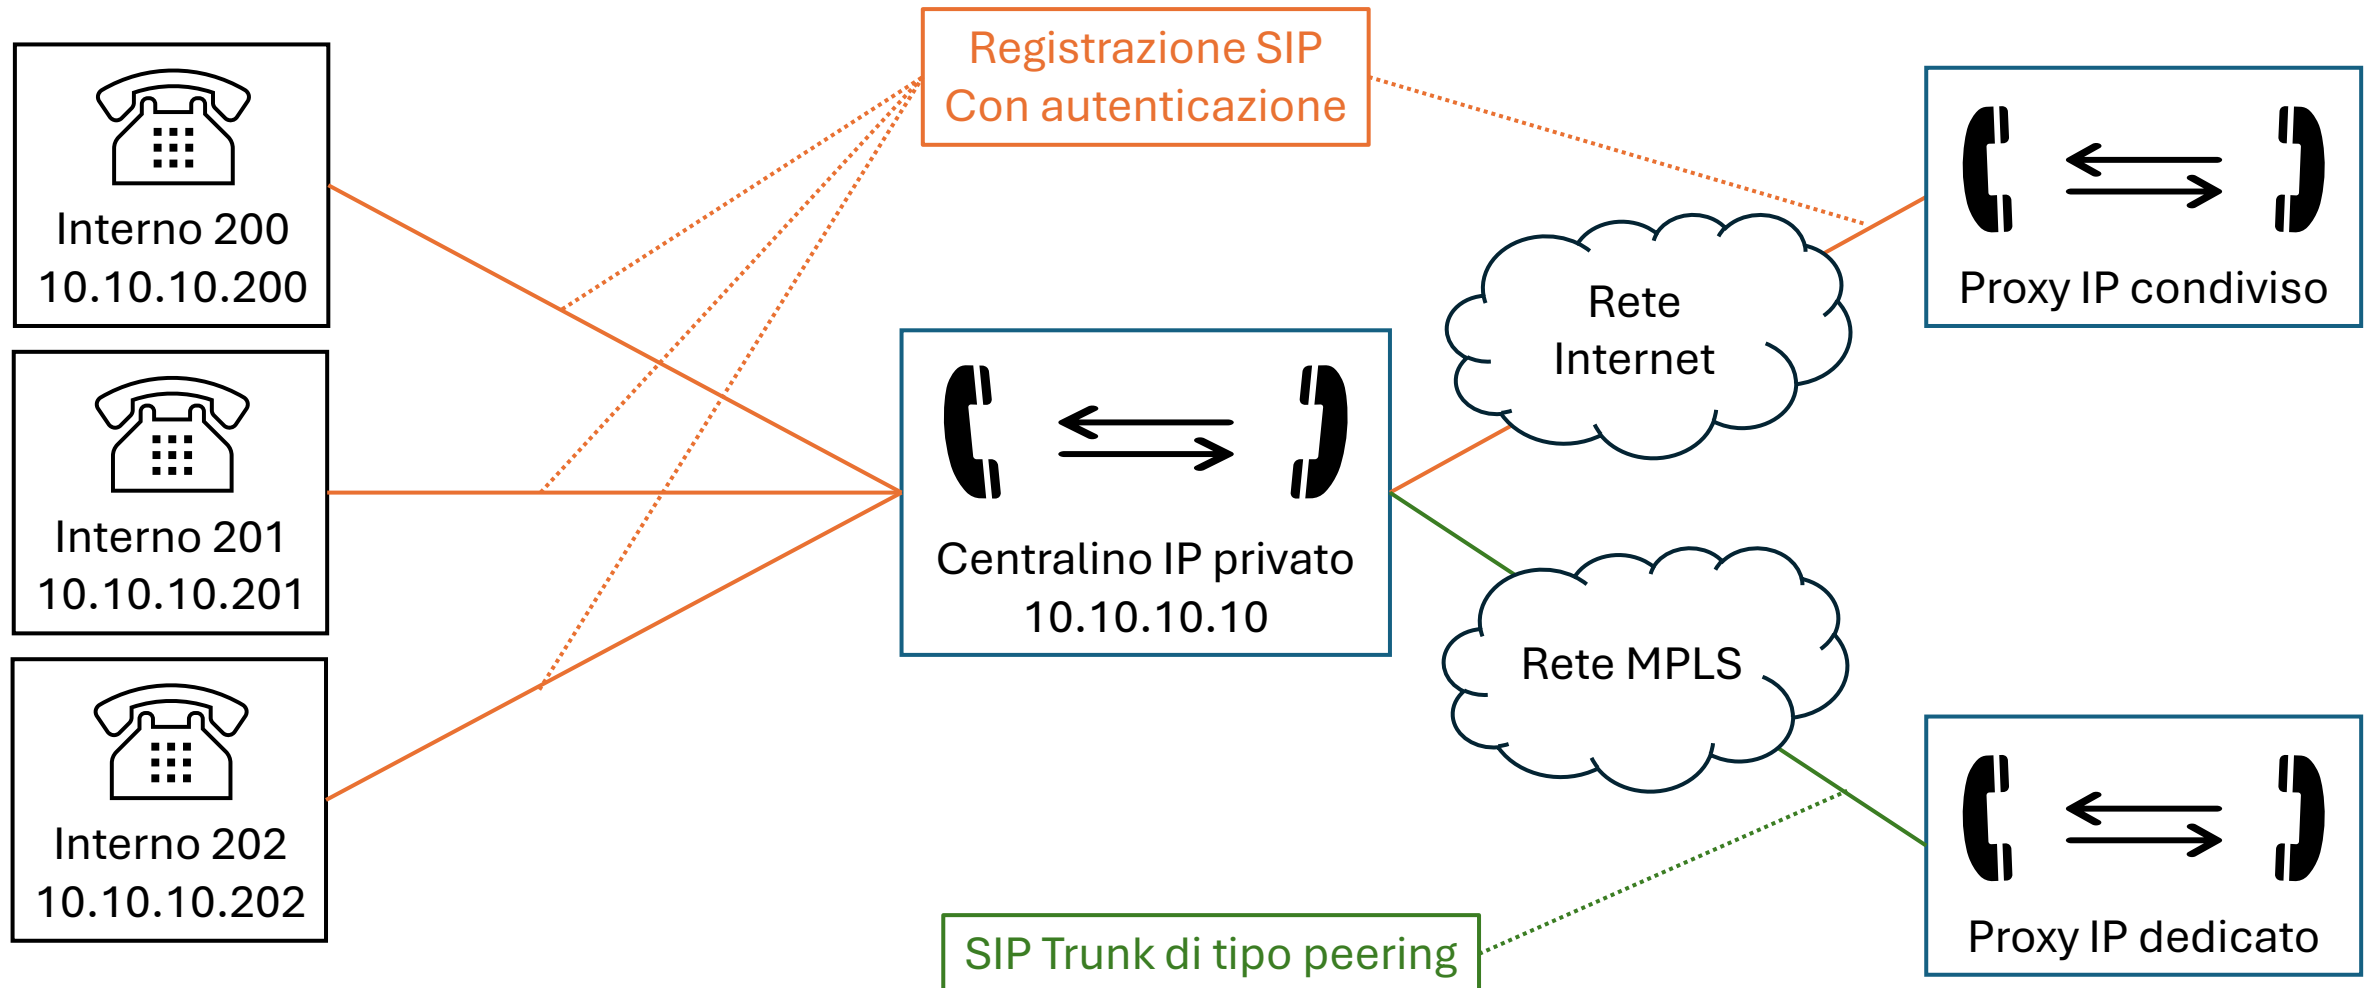 Registrazione SIP
Con autenticazione
Interno 200
10.10.10.200
Interno 201
10.10.10.201
Interno 202
10.10.10.202
Centralino IP privato
10.10.10.10
Rete
Internet
Rete MPLS
Proxy IP condiviso
Proxy IP dedicato
SIP Trunk di tipo peering